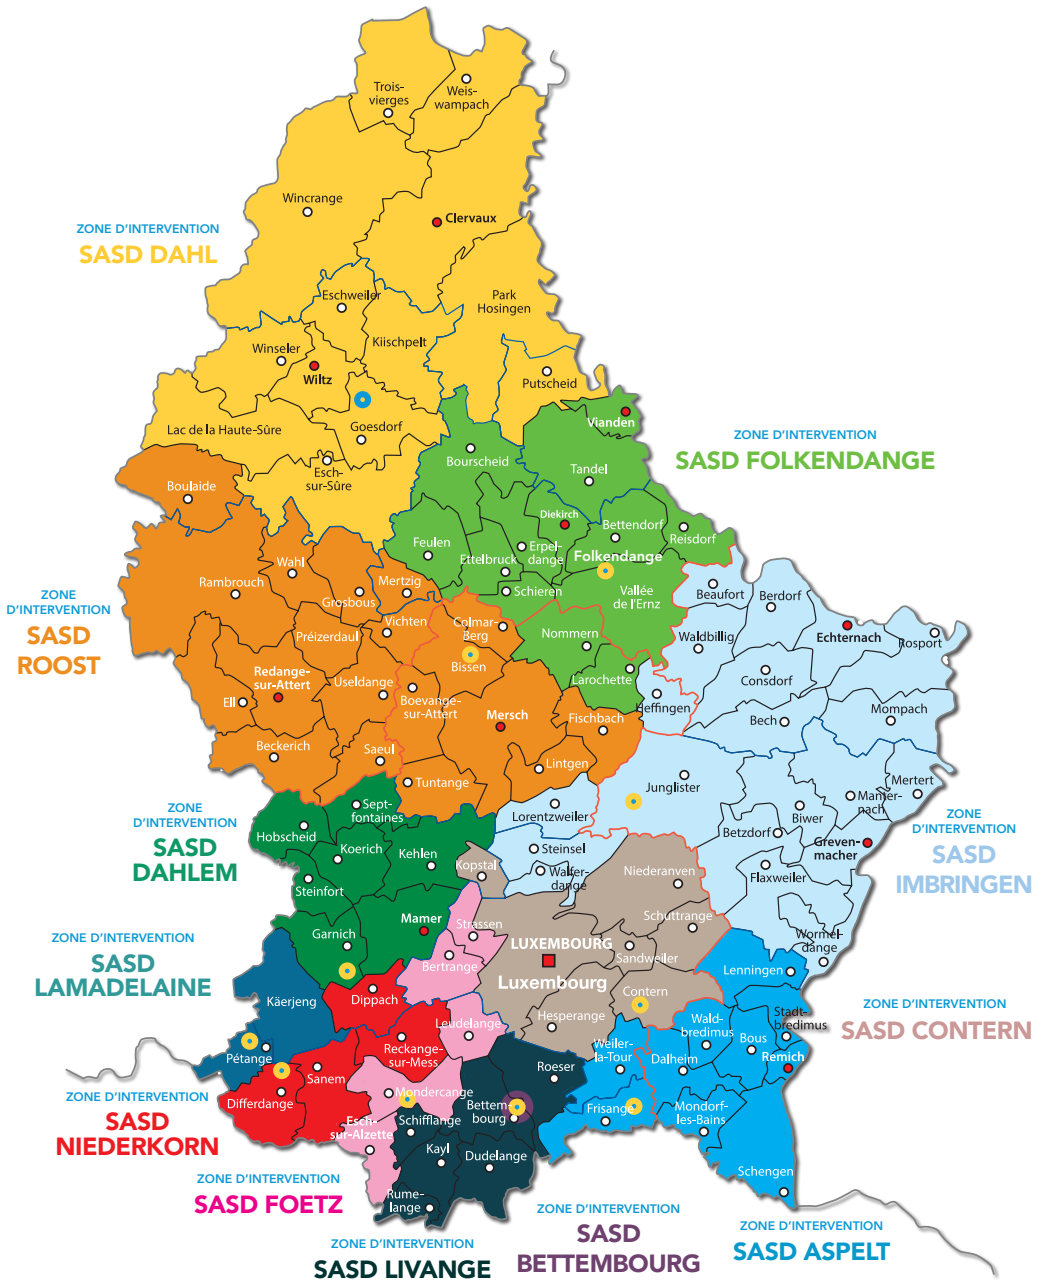 Trois-
vierges
Weis-
wampach
Wincrange
Clervaux
ZONE D'INTERVENTION
SASD DAHL
Eschweiler
Park
Hosingen
Kiischpelt
Winseler
Wiltz
Putscheid
Lac de la Haute-Sûre
Goesdorf
Vianden
ZONE D'INTERVENTION
SASD FOLKENDANGE
Esch-
sur-Sûre
Bourscheid
Tandel
Boulaide
Diekirch
Bettendorf
Reisdorf
Feulen
Ettelbruck
Erpel-
dange
Folkendange
Wahl
Rambrouch
Grosbous
Mertzig
Schieren
Vallée
de l'Ernz
Beaufort
Berdorf
ZONE
D'INTERVENTION
SASD
ROOST
Préizerdaul
Vichten
Colmar-
Berg
Bissen
Nommern
Waldbillig
Echternach
Rosport
Redange-
sur-Attert
Useldange
Larochette
Consdorf
Ell
Boevange-
sur-Attert
Mersch
Fischbach
Heffingen
Bech
Mompach
Beckerich
Saeul
Lintgen
Tuntange
Junglister
Mertert
Manter-
nach
ZONE
D'INTERVENTION
SASD
DAHLEM
Sept-
fontaines
Lorentzweiler
Biwer
Hobscheid
Koerich
Kehlen
Steinsel
Betzdorf
Greven-
macher
ZONE
D'INTERVENTION
SASD
IMBRINGEN
Kopstal
Walfer-
dange
Niederanven
Flaxweiler
Steinfort
Mamer
Strassen
Schuttrange
Garnich
LUXEMBOURG
Luxembourg
Sandweiler
Wormel-
dange
ZONE D'INTERVENTION
SASD
LAMADELAINE
Bertrange
Lenningen
Käerjeng
Dippach
Contern
Stadt-
bredimus
ZONE D'INTERVENTION
SASD CONTERN
Leudelange
Hesperange
Wald-
bredimus
Pétange
Reckange-
sur-Mess
Weiler-
la-Tour
Dalheim
Bous
Remich
Sanem
Roeser
ZONE D'INTERVENTION
SASD
NIEDERKORN
Differdange
Mondercange
Bettem-
bourg
Frisange
Mondorf-
les-Bains
Esch-
sur-Alzette
Schifflange
Kayl
Dudelange
Schengen
ZONE D'INTERVENTION
SASD FOETZ
Rume-
lange
ZONE D'INTERVENTION
SASD LIVANGE
ZONE D'INTERVENTION
SASD
BETTEMBOURG
ZONE D'INTERVENTION
SASD ASPELT